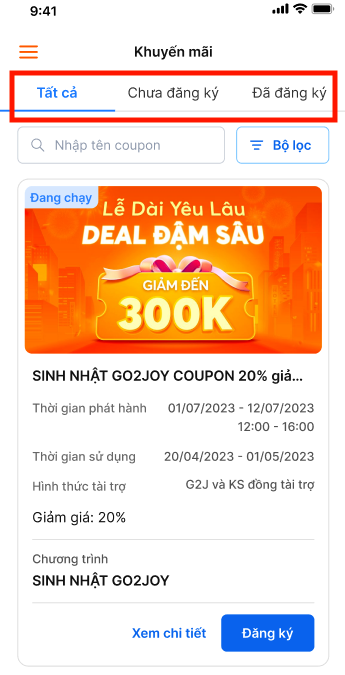 9:41
Khuyến mãi
Tất cả
Chưa đăng ký
Đã đăng ký
Nhập tên coupon
Bộ lọc
Đang chạy
Lễ Dài Yêu Lâu
DEAL ĐẬM SÂU
GIẢM ĐẾN
300K
SINH NHẬT GO2JOY COUPON 20% giả...
Thời gian phát hành 01/07/2023 - 12/07/2023
12:00 - 16:00
Thời gian sử dụng 20/04/2023 - 01/05/2023
Hình thức tài trợ G2J và KS đồng tài trợ
Giảm giá: 20%
Chương trình
SINH NHẬT GO2JOY
Xem chi tiết
Đăng ký